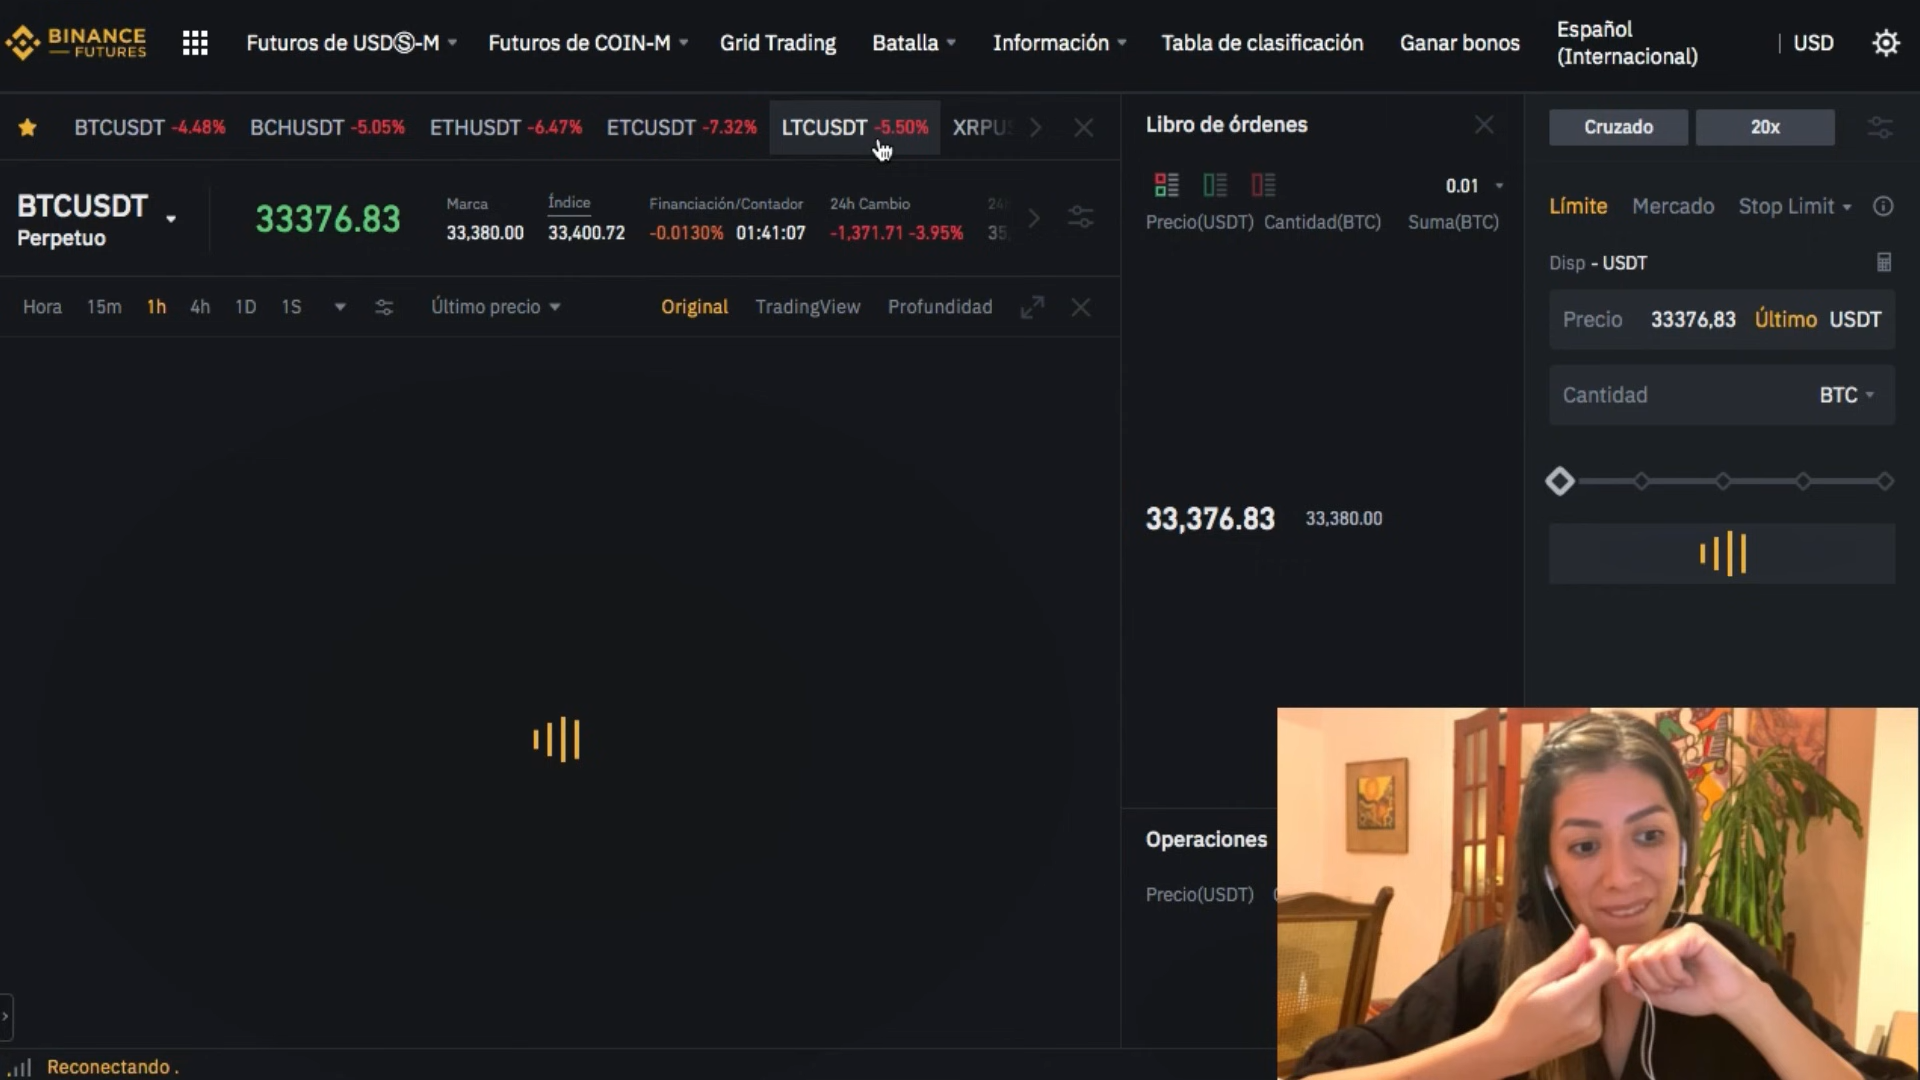 BINANCE
FUTURES
Futuros de USDⓈ-M
Futuros de COIN-M
Grid Trading
Batalla
Información
Tabla de clasificación
Ganar bonos
Español
(Internacional)
USD
BTCUSDT -4.48%
BCHUSDT -5.05%
ETHUSDT -6.47%
ETCUSDT -7.32%
LTCUSDT -5.50%
XRPUS
BTCUSDT
Perpetuo
33376.83
Marca
33,380.00
Índice
33,400.72
Financiación/Contador
-0.0130% 01:41:07
24h Cambio
-1,371.71 -3.95%
24
35,
Hora 15m 1h 4h 1D 1S
Último precio
Original TradingView Profundidad
Libro de órdenes
0.01
Precio(USDT) Cantidad(BTC) Suma(BTC)
33,376.83 33,380.00
Operaciones
Precio(USDT)
Cruzado 20x
Límite Mercado Stop Limit
Disp - USDT
Precio 33376,83 Último USDT
Cantidad BTC
Reconectando .